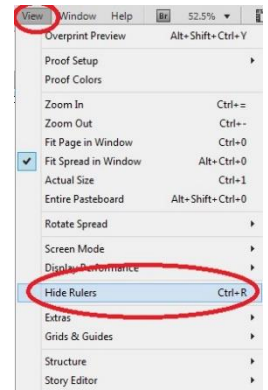 View Window Help Br 52.5%
Overprint Preview Alt+Shift+Ctrl+Y
Proof Setup
Proof Colors
Zoom In Ctrl+=
Zoom Out Ctrl+-
Fit Page in Window Ctrl+0
Fit Spread in Window Alt+Ctrl+0
Actual Size Ctrl+1
Entire Pasteboard Alt+Shift+Ctrl+0
Rotate Spread
Screen Mode
Display Performance
Hide Rulers Ctrl+R
Extras
Grids & Guides
Structure
Story Editor